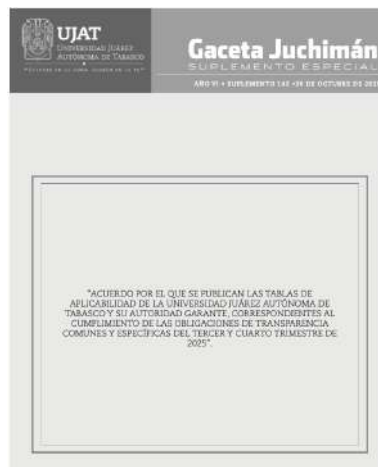 UJAT
UNIVERSIDAD JUÁREZ
AUTÓNOMA DE TABASCO
Gaceta Juchimán
SUPLEMENTO ESPECIAL
"ACUERDO POR EL QUE SE PUBLICAN LAS TABLAS DE
APLICABILIDAD DE LA UNIVERSIDAD JUÁREZ AUTÓNOMA DE
TABASCO Y SU AUTORIDAD GARANTE, CORRESPONDIENTES AL
CUMPLIMIENTO DE LAS OBLIGACIONES DE TRANSPARENCIA
COMUNES Y ESPECÍFICAS DEL TERCER Y CUARTO TRIMESTRE DE
2025".